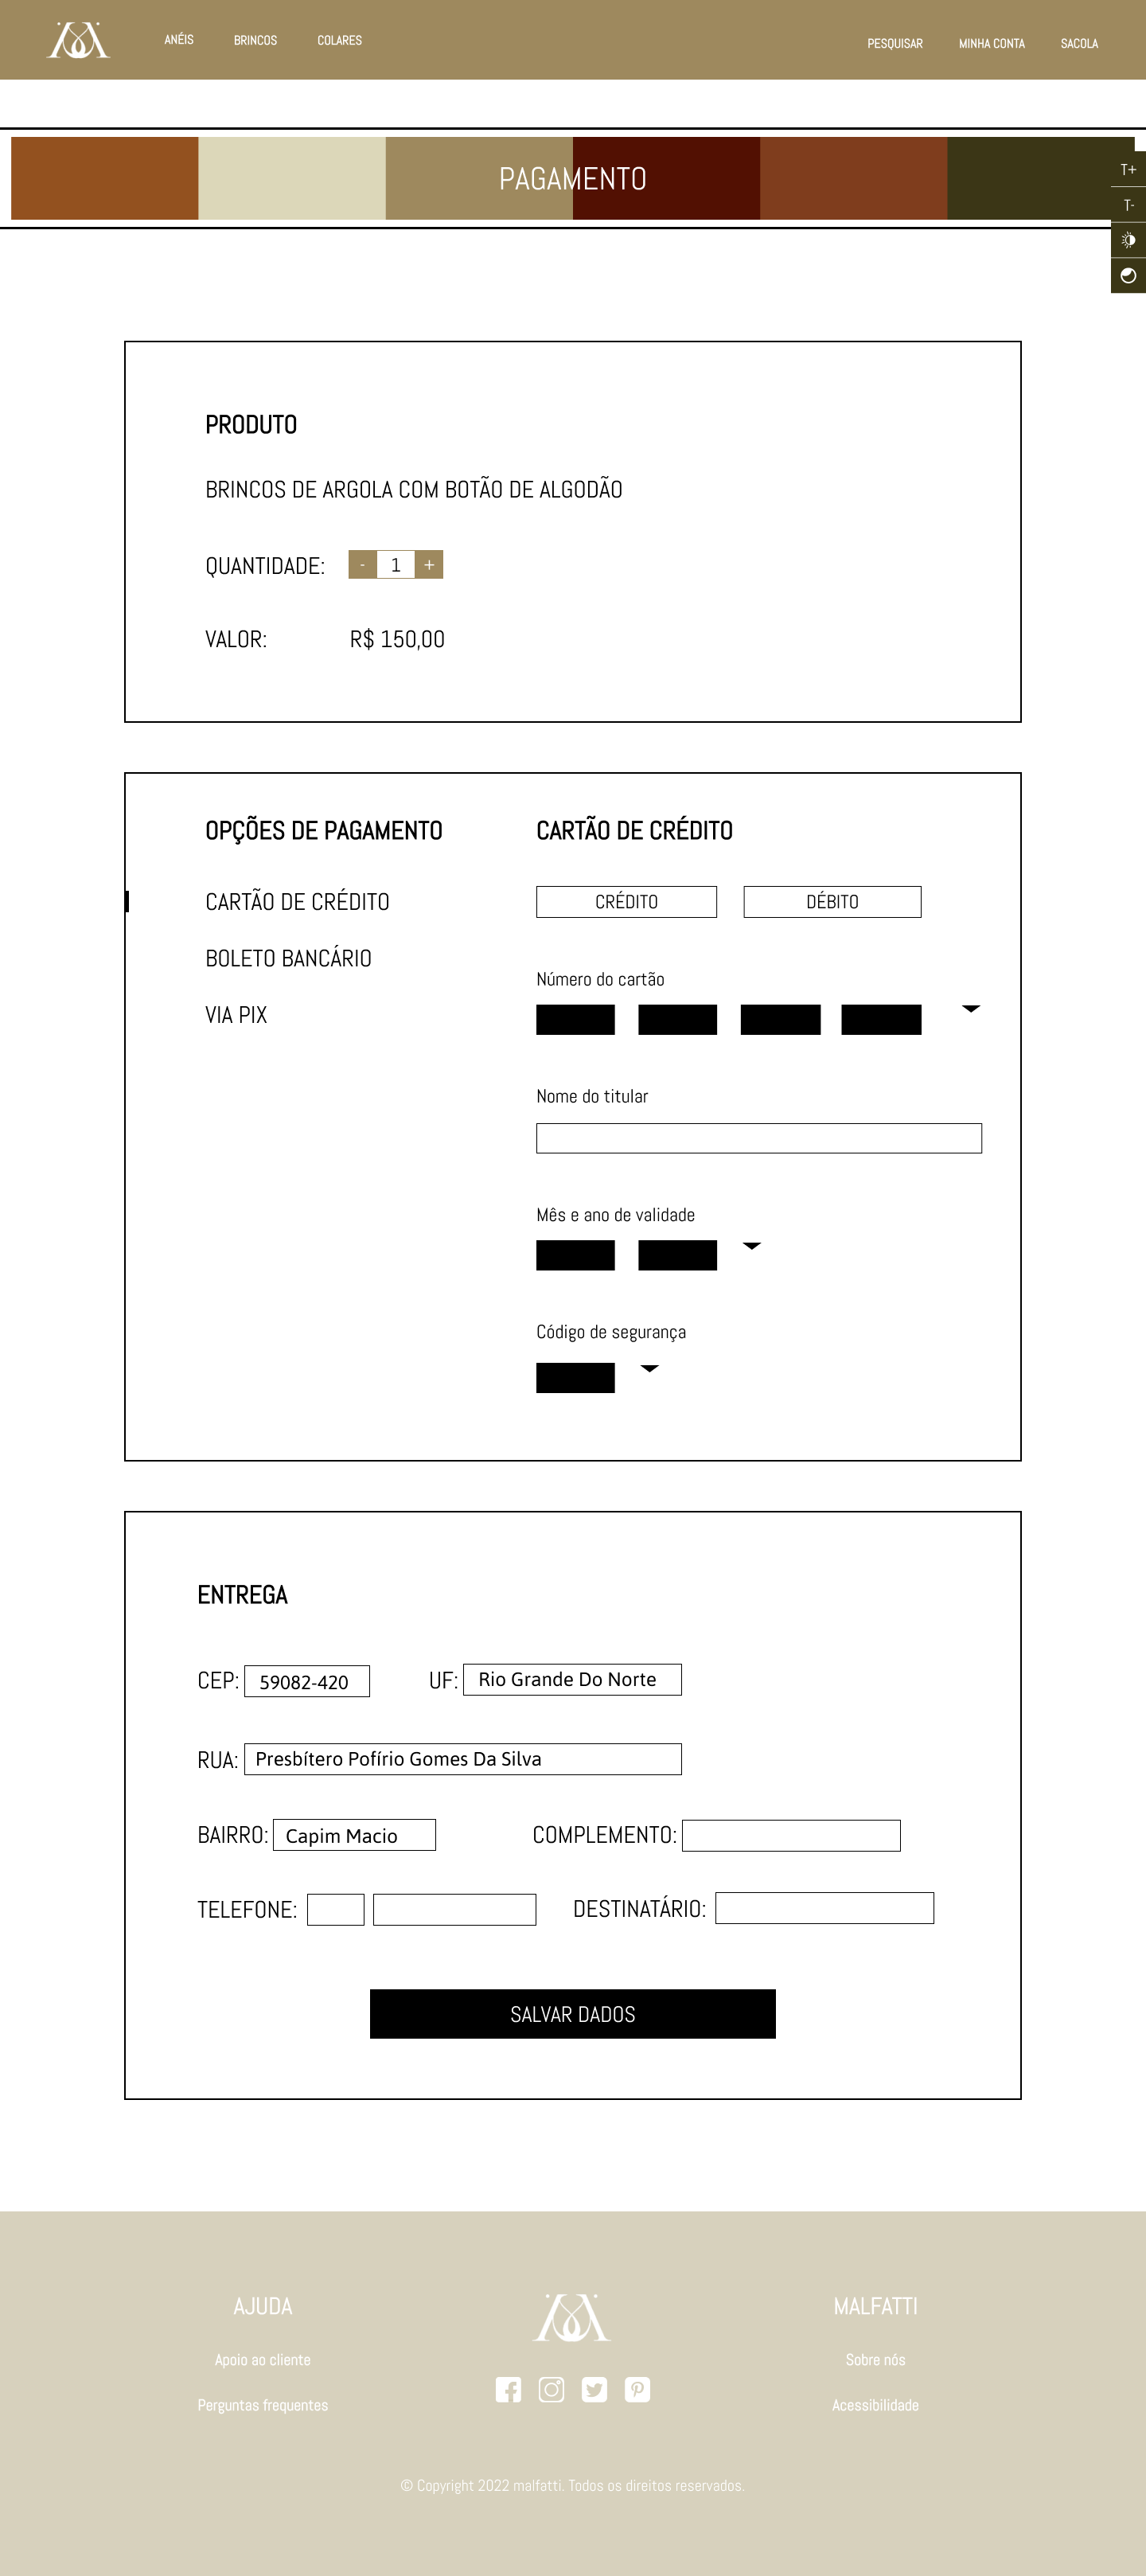 ANÉIS BRINCOS COLARES PESQUISAR MINHA CONTA SACOLA
PAGAMENTO
T+
T-
PRODUTO
BRINCOS DE ARGOLA COM BOTÃO DE ALGODÃO
QUANTIDADE: - 1 +
VALOR: R$ 150,00
OPÇÕES DE PAGAMENTO
CARTÃO DE CRÉDITO
BOLETO BANCÁRIO
VIA PIX
CARTÃO DE CRÉDITO
CRÉDITO DÉBITO
Número do cartão
Nome do titular
Mês e ano de validade
Código de segurança
ENTREGA
CEP: 59082-420 UF: Rio Grande Do Norte
RUA: Presbítero Pofírio Gomes Da Silva
BAIRRO: Capim Macio COMPLEMENTO:
TELEFONE: DESTINATÁRIO:
SALVAR DADOS
AJUDA
Apoio ao cliente
Perguntas frequentes
MALFATTI
Sobre nós
Acessibilidade
© Copyright 2022 malfatti. Todos os direitos reservados.